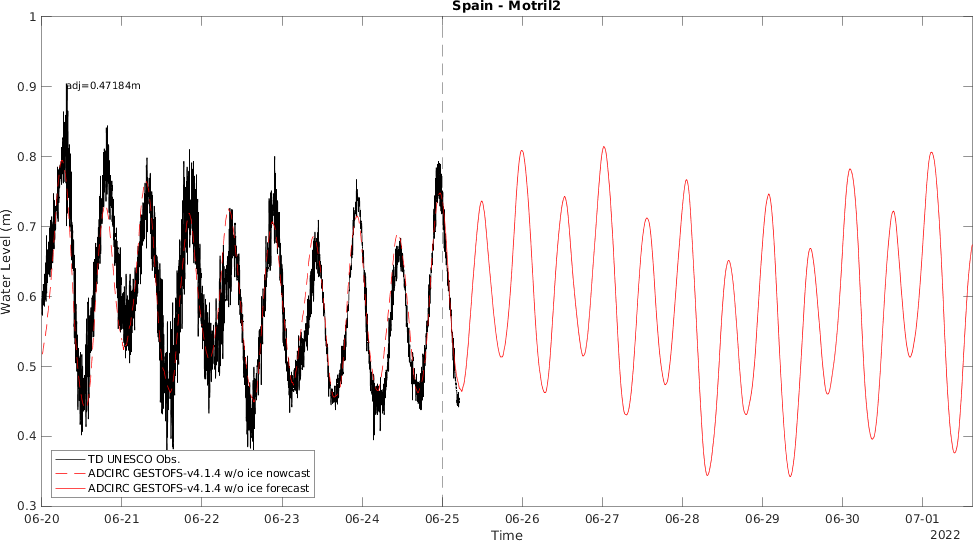 Spain - Motril2
Water Level (m)
1
0.9
0.8
0.7
0.6
0.5
0.4
0.3
adj=0.47184m
TD UNESCO Obs.
ADCIRC GESTOFS-v4.1.4 w/o ice nowcast
ADCIRC GESTOFS-v4.1.4 w/o ice forecast
06-20 06-21 06-22 06-23 06-24 06-25 06-26 06-27 06-28 06-29 06-30 07-01
Time
2022